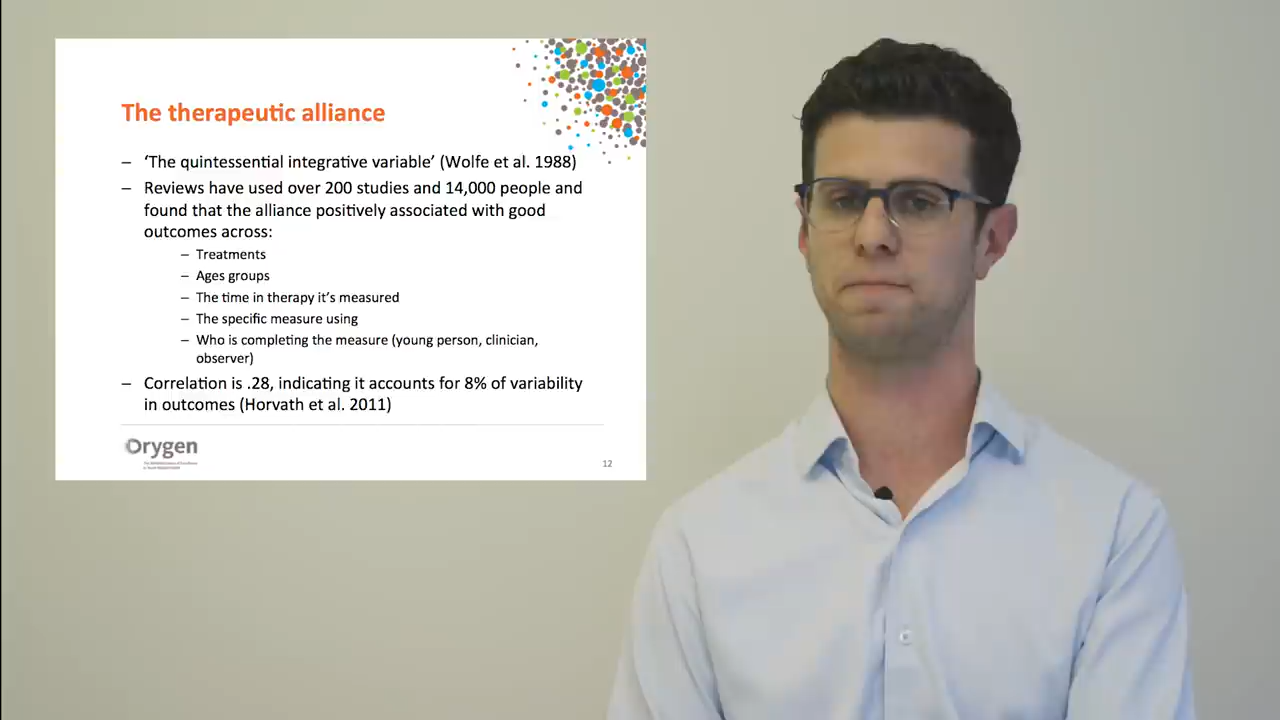 The therapeutic alliance
– ‘The quintessential integrative variable’ (Wolfe et al. 1988)
– Reviews have used over 200 studies and 14,000 people and
found that the alliance positively associated with good
outcomes across:
– Treatments
– Ages groups
– The time in therapy it’s measured
– The specific measure using
– Who is completing the measure (young person, clinician,
observer)
– Correlation is .28, indicating it accounts for 8% of variability
in outcomes (Horvath et al. 2011)
Orygen
12